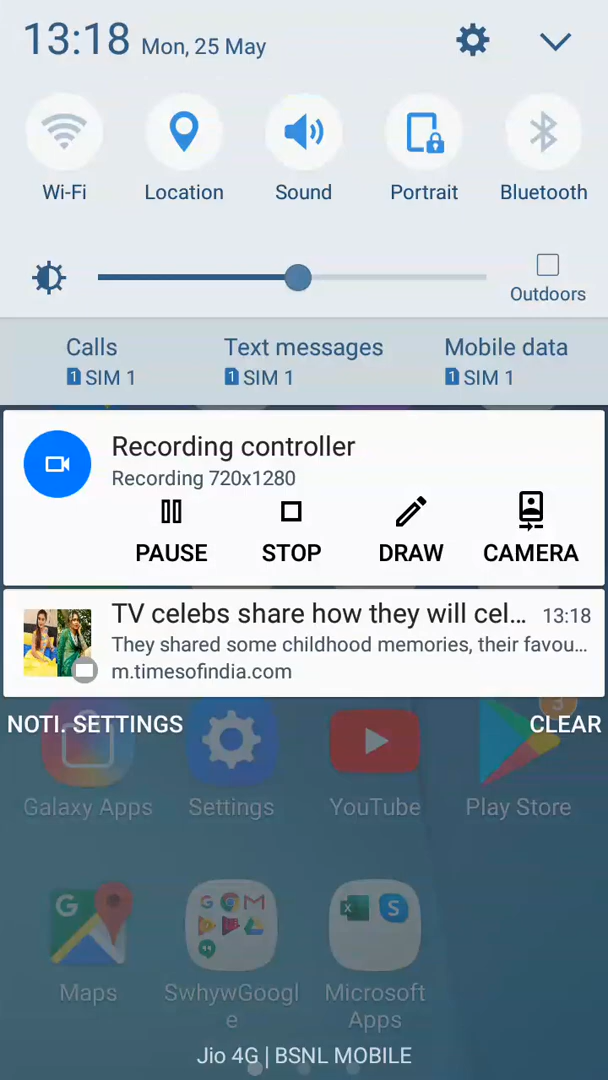 13:18 Mon, 25 May
Wi-Fi Location Sound Portrait Bluetooth
Outdoors
Calls Text messages Mobile data
1 SIM 1 1 SIM 1 1 SIM 1
Recording controller
Recording 720x1280
PAUSE STOP DRAW CAMERA
TV celebs share how they will cel... 13:18
They shared some childhood memories, their favou...
m.timesofindia.com
NOTI. SETTINGS CLEAR
3
Galaxy Apps Settings YouTube Play Store
Maps SwhywGoogl
e Microsoft
Apps
Jio 4G | BSNL MOBILE